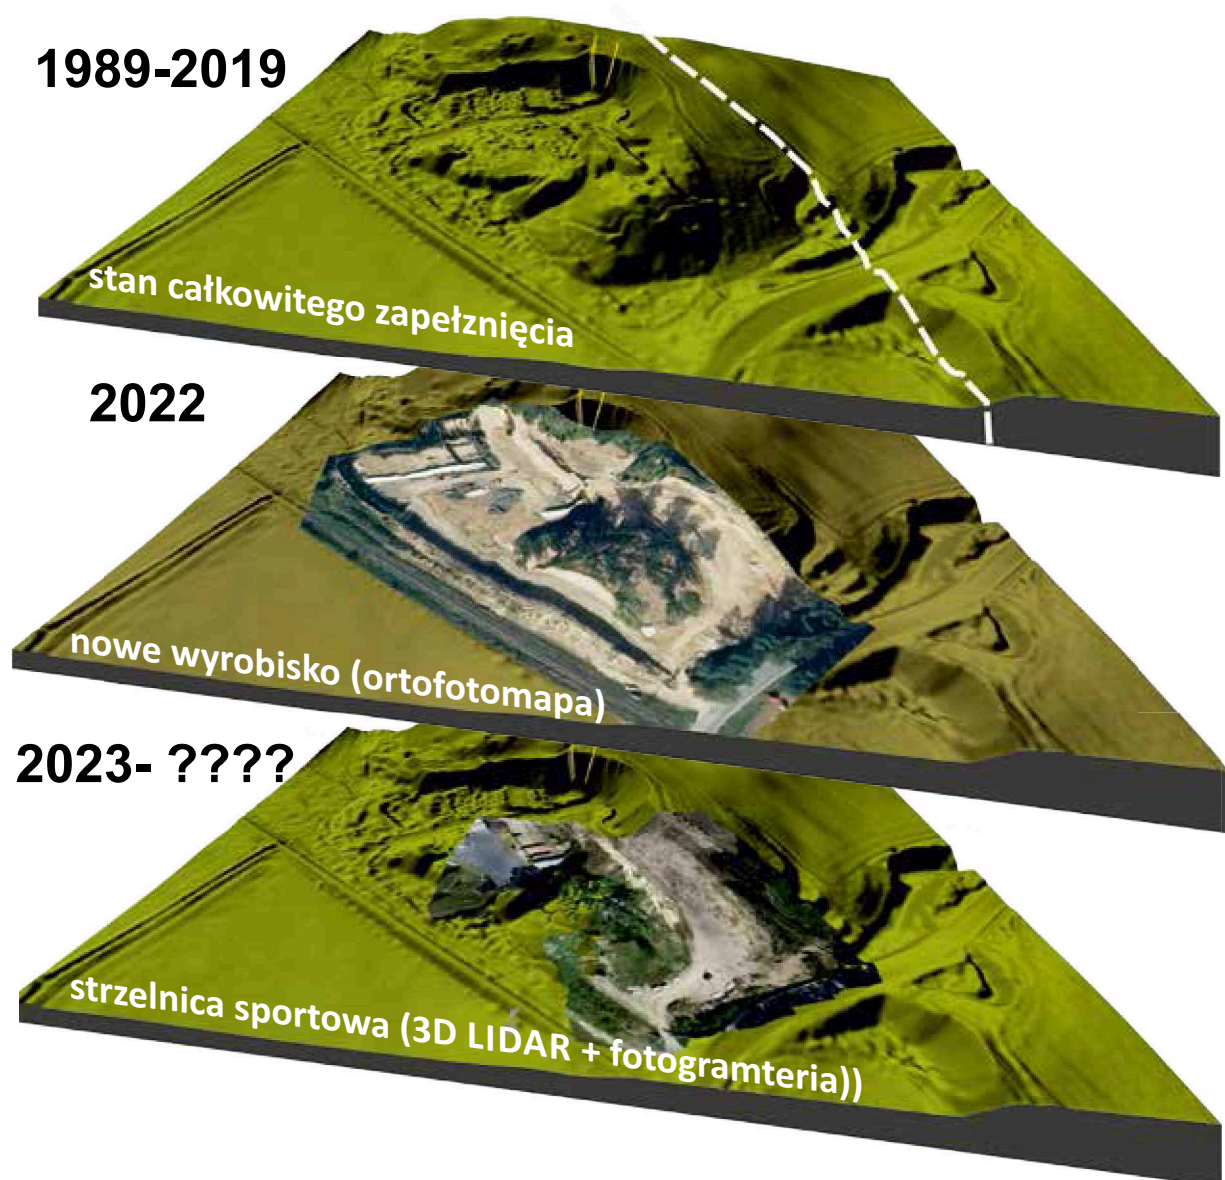 1989-2019
stan całkowitego zapełznięcia
2022
nowe wyrobisko (ortofotomapa)
2023- ????
strzelnica sportowa (3D LIDAR + fotogramteria))